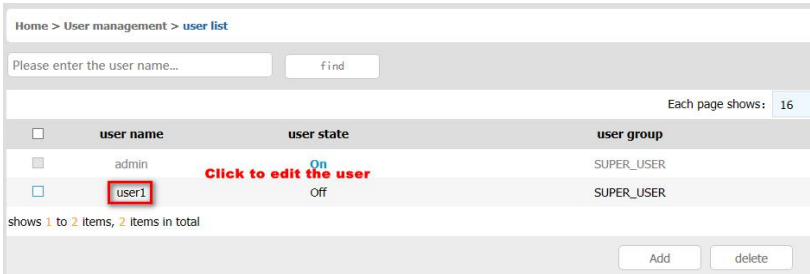 Home > User management > user list
Please enter the user name... find
Each page shows: 16
user name user state user group
admin On SUPER_USER
Click to edit the user
user1 Off SUPER_USER
shows 1 to 2 items, 2 items in total
Add delete